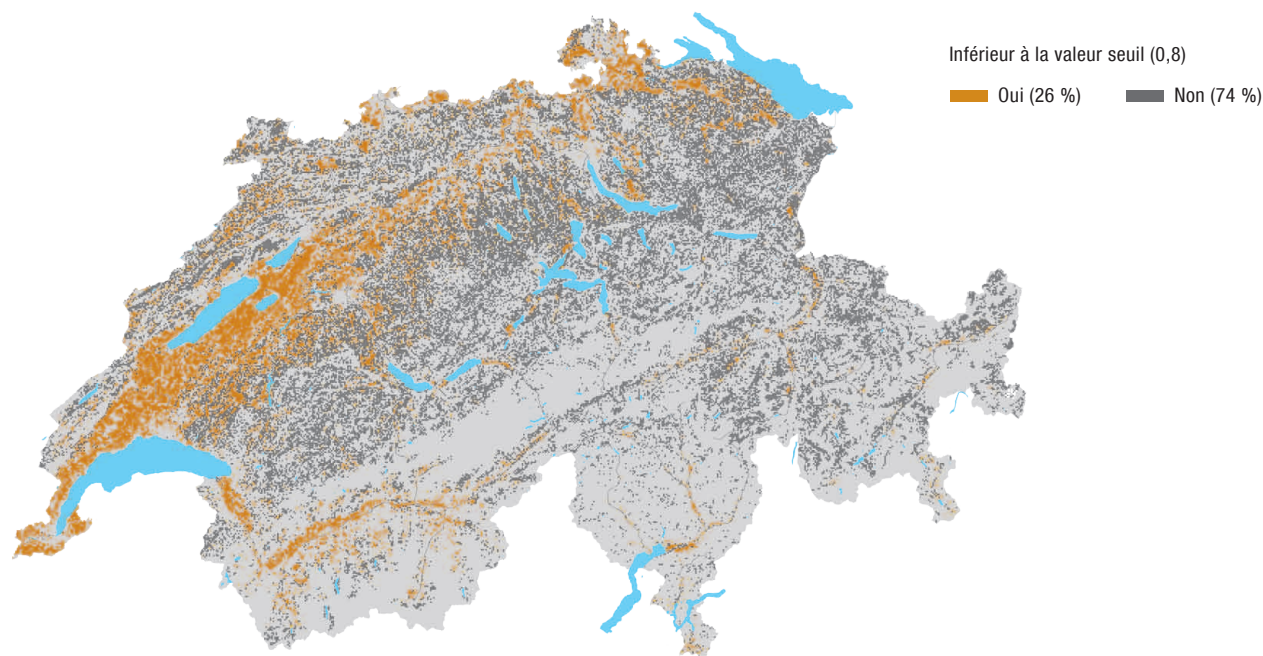 Inférieur à la valeur seuil (0,8)
Oui (26 %) Non (74 %)